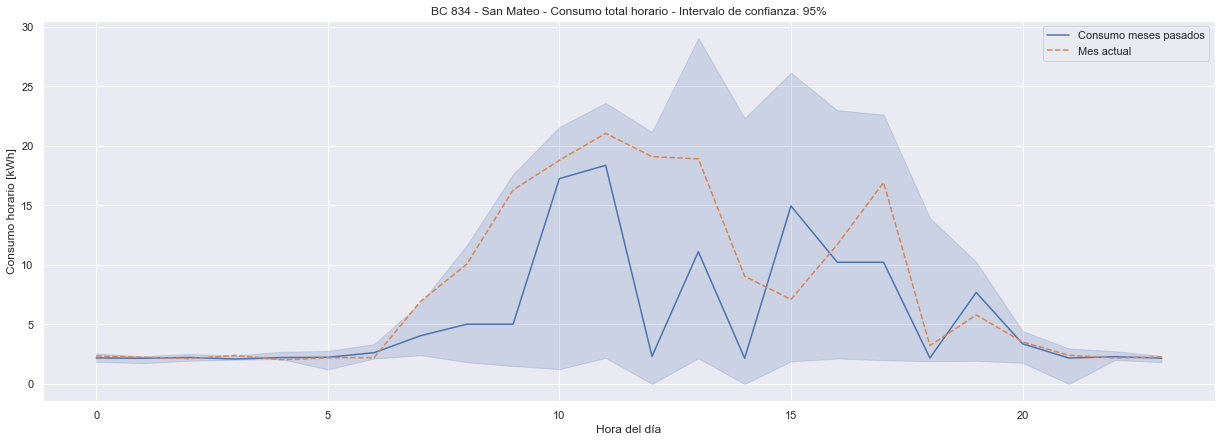 BC 834 - San Mateo - Consumo total horario - Intervalo de confianza: 95%
Consumo meses pasados
Mes actual
Consumo horario [kWh]
30
25
20
15
10
5
0
0 5 10 15 20
Hora del día